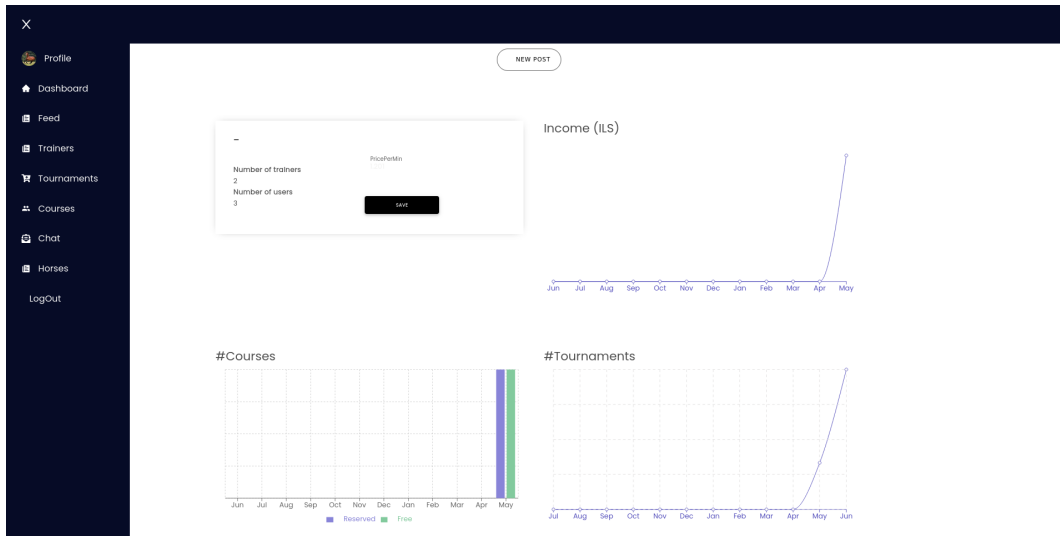 X
Profile
Dashboard
Feed
Trainers
Tournaments
Courses
Chat
Horses
LogOut
NEW POST
-
Number of trainers
2
Number of users
3
PricePerMin
SAVE
Income (ILS)
Jun Jul Aug Sep Oct Nov Dec Jan Feb Mar Apr May
#Courses
Jun Jul Aug Sep Oct Nov Dec Jan Feb Mar Apr May
Reserved Free
#Tournaments
Jul Aug Sep Oct Nov Dec Jan Feb Mar Apr May Jun